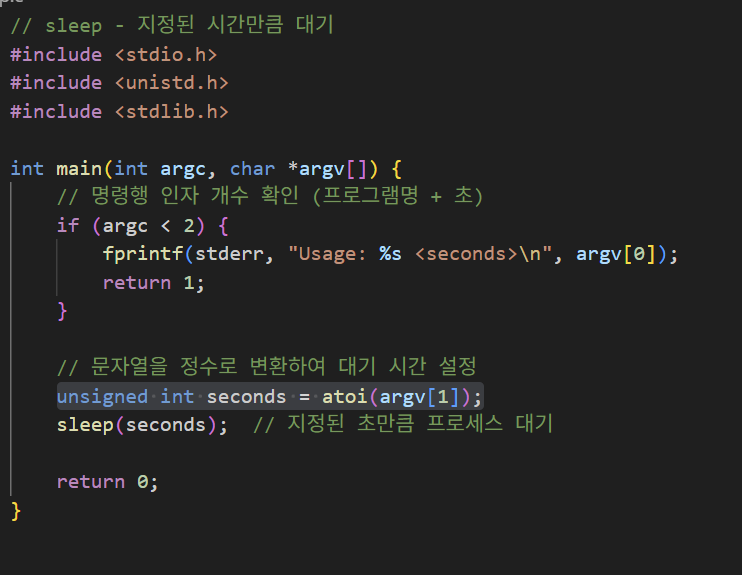 // sleep - 지정된 시간만큼 대기
#include <stdio.h>
#include <unistd.h>
#include <stdlib.h>
int main(int argc, char *argv[]) {
// 명령행 인자 개수 확인 (프로그램명 + 초)
if (argc < 2) {
fprintf(stderr, "Usage: %s <seconds>\n", argv[0]);
return 1;
}
// 문자열을 정수로 변환하여 대기 시간 설정
unsigned int seconds = atoi(argv[1]);
sleep(seconds);  // 지정된 초만큼 프로세스 대기
return 0;
}